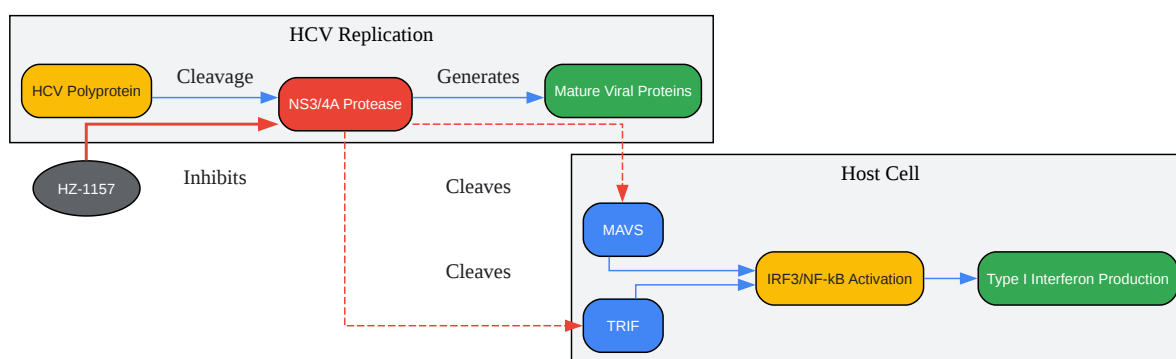 HCV Replication
HCV Polyprotein
Cleavage
NS3/4A Protease
Generates
Mature Viral Proteins
HZ-1157
Inhibits
Cleaves
Host Cell
MAVS
Cleaves
IRF3/NF-kB Activation
Type I Interferon Production
TRIF